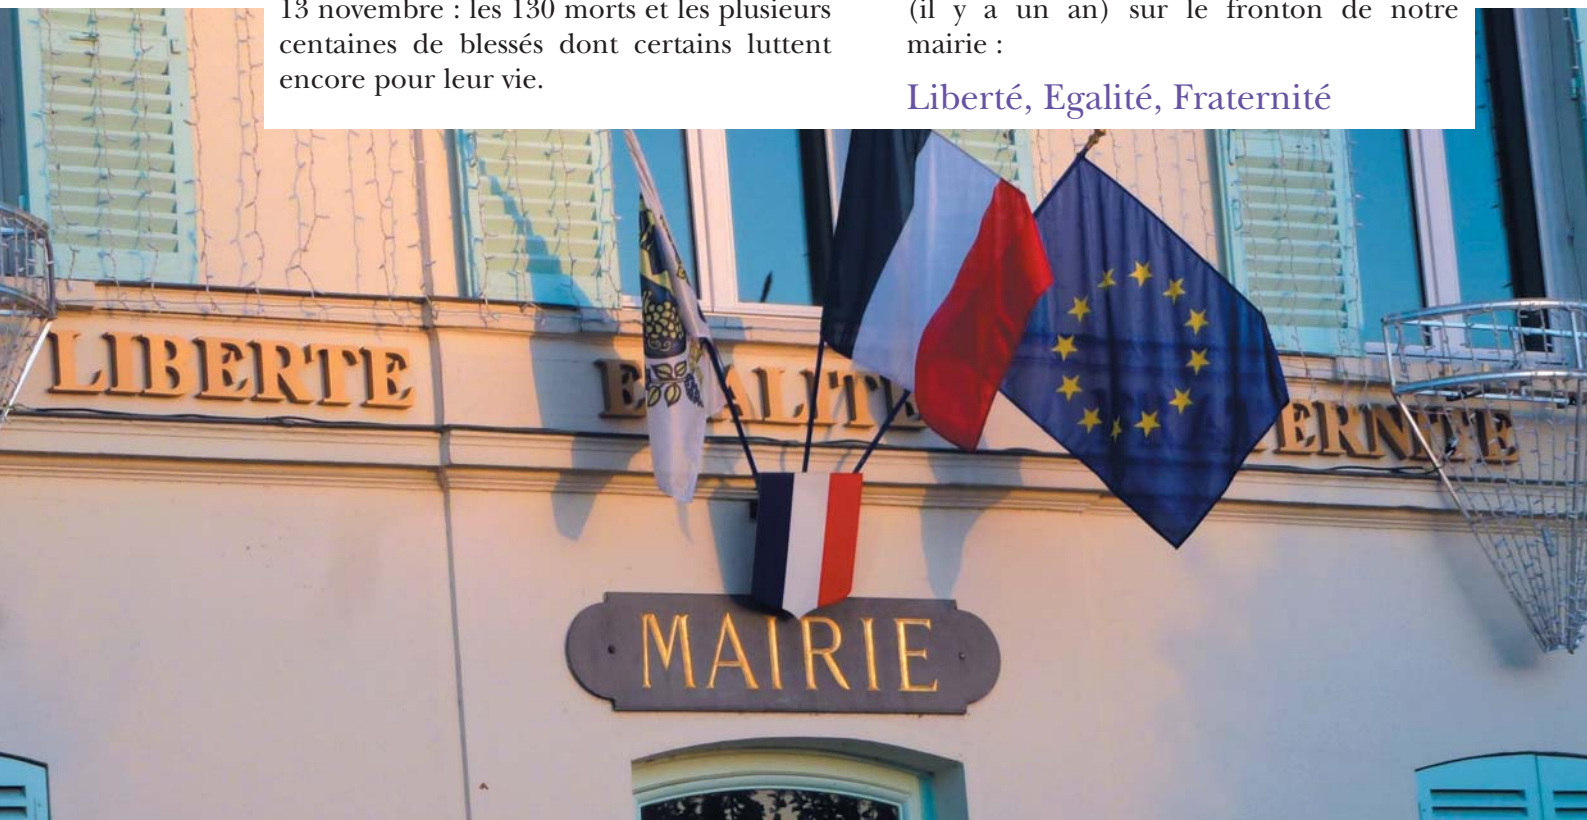 13 novembre : les 130 morts et les plusieurs
centaines de blessés dont certains luttent
encore pour leur vie.
(il y a un an) sur le fronton de notre
mairie :
Liberté, Egalité, Fraternité
LIBERTE
MAIRIE